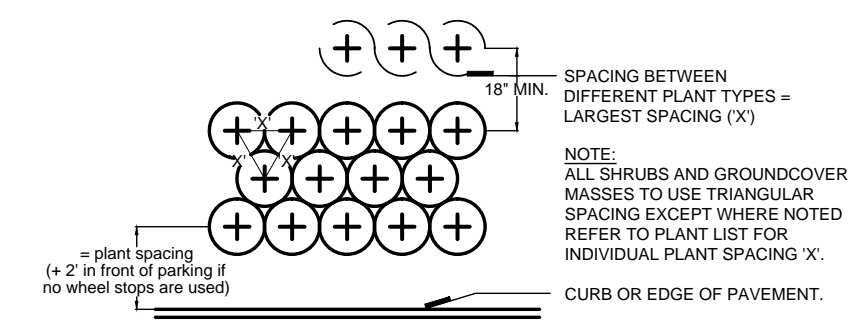 18" MIN.
SPACING BETWEEN
DIFFERENT PLANT TYPES =
LARGEST SPACING ('X')
'X'
'X'
'X'
NOTE:
ALL SHRUBS AND GROUNDCOVER
MASSES TO USE TRIANGULAR
SPACING EXCEPT WHERE NOTED
REFER TO PLANT LIST FOR
INDIVIDUAL PLANT SPACING 'X'.
= plant spacing
(+ 2' in front of parking if
no wheel stops are used)
CURB OR EDGE OF PAVEMENT.